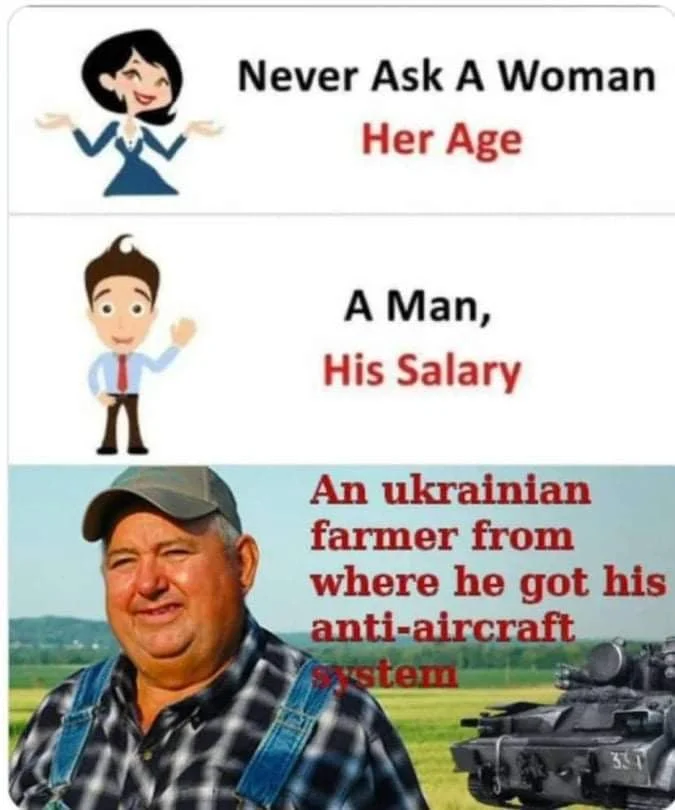 Never Ask A Woman
Her Age
A Man,
His Salary
An ukrainian
farmer from
where he got his
anti-aircraft
system
331